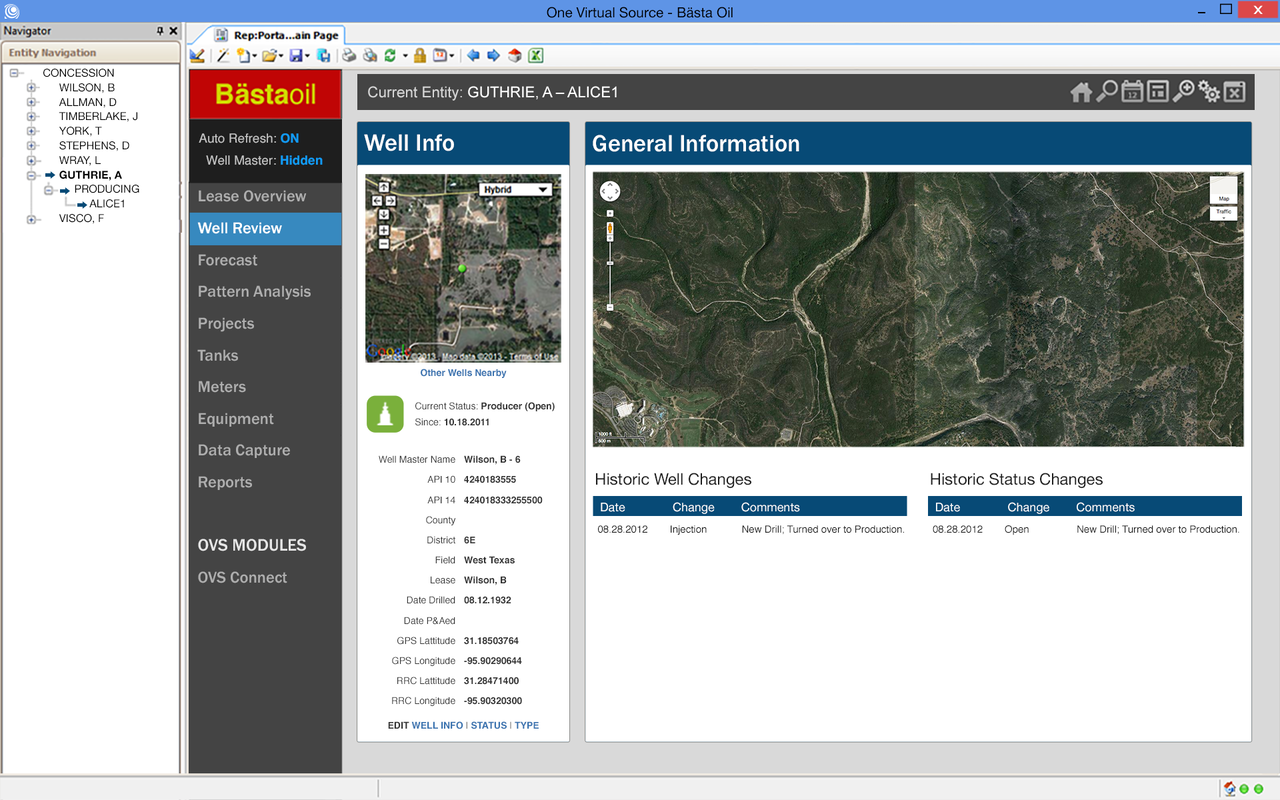 One Virtual Source - Bästa Oil
Navigator
Entity Navigation
CONCESSION
WILSON, B
ALLMAN, D
TIMBERLAKE, J
YORK, T
STEPHENS, D
WRAY, L
GUTHRIE, A
PRODUCING
ALICE1
VISCO, F
Rep:Porta...ain Page
Bästaoil
Auto Refresh: ON
Well Master: Hidden
Lease Overview
Well Review
Forecast
Pattern Analysis
Projects
Tanks
Meters
Equipment
Data Capture
Reports
OVS MODULES
OVS Connect
Current Entity: GUTHRIE, A – ALICE1
12
Well Info
Hybrid
Google
Imagery ©2013 , Map data ©2013 - Terms of Use
Other Wells Nearby
Current Status: Producer (Open)
Since: 10.18.2011
Well Master Name Wilson, B - 6
API 10 4240183555
API 14 424018333255500
County
District 6E
Field West Texas
Lease Wilson, B
Date Drilled 08.12.1932
Date P&Aed
GPS Lattitude 31.18503764
GPS Longitude -95.90290644
RRC Lattitude 31.28471400
RRC Longitude -95.90320300
EDIT WELL INFO | STATUS | TYPE
General Information
Map
Traffic
Historic Well Changes
Date Change Comments
08.28.2012 Injection New Drill; Turned over to Production.
Historic Status Changes
Date Change Comments
08.28.2012 Open New Drill; Turned over to Production.